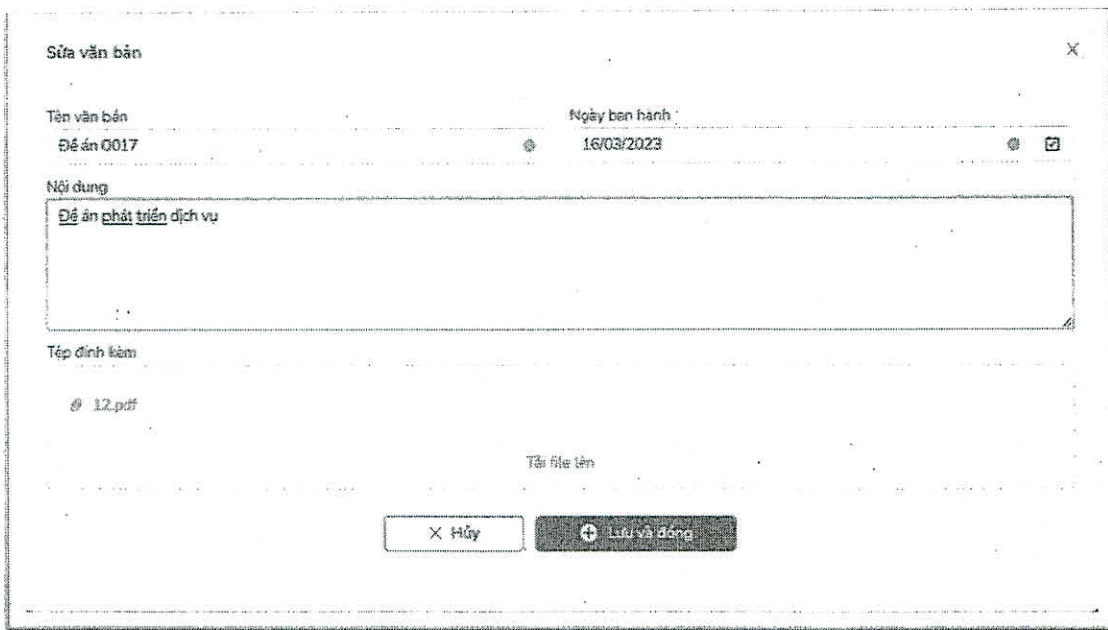 Sửa văn bản
Tên văn bản
Ngày ban hành
Đề án 0017
16/03/2023
Nội dung
Đề án phát triển dịch vụ
Tệp đính kèm
12.pdf
Tải file lên
Hủy
Lưu và đóng